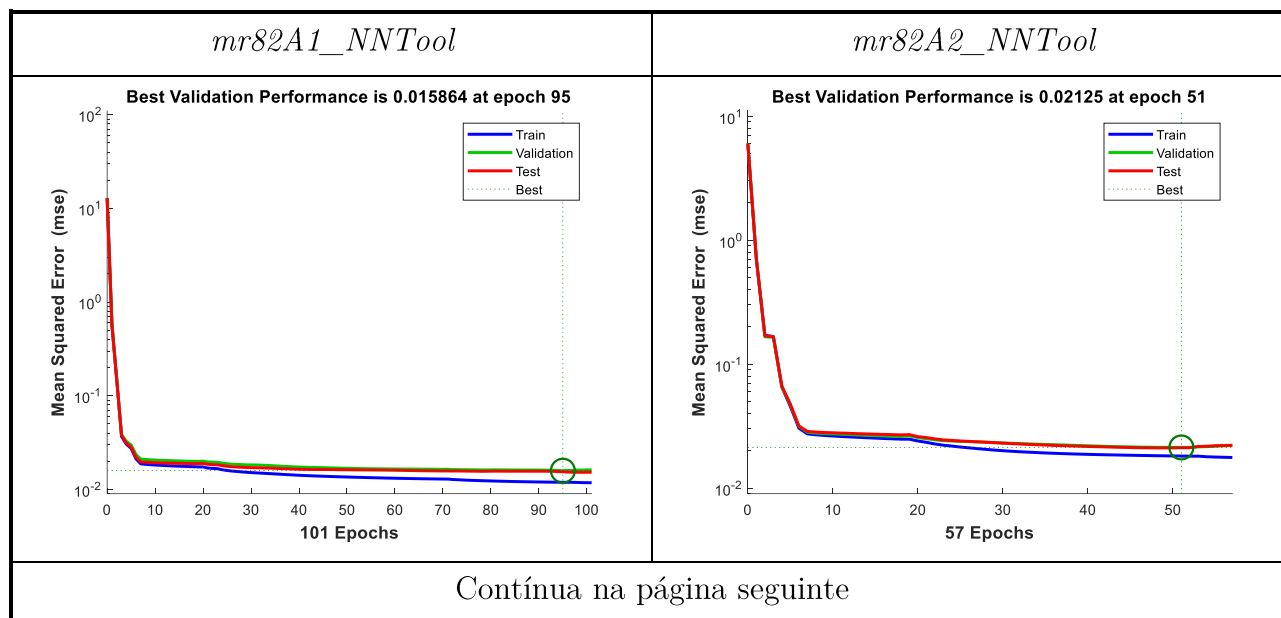 mr82A1_NNTool
mr82A2_NNTool
Best Validation Performance is 0.015864 at epoch 95
10^2
10^1
10^0
10^-1
10^-2
Mean Squared Error (mse)
Train
Validation
Test
Best
0 10 20 30 40 50 60 70 80 90 100
101 Epochs
Best Validation Performance is 0.02125 at epoch 51
10^1
10^0
10^-1
10^-2
Mean Squared Error (mse)
Train
Validation
Test
Best
0 10 20 30 40 50
57 Epochs
Contínua na página seguinte